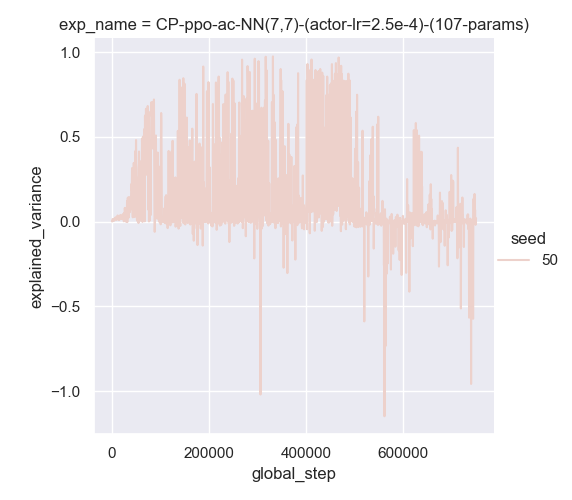 exp_name = CP-ppo-ac-NN(7,7)-(actor-lr=2.5e-4)-(107-params)
1.0
0.5
0.0
−0.5
−1.0
explained_variance
seed
50
0
200000
400000
600000
global_step